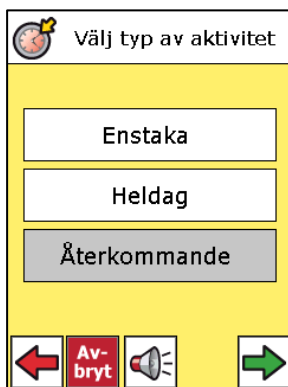 Välj typ av aktivitet
Enstaka
Heldag
Återkommande
Av-
bryt